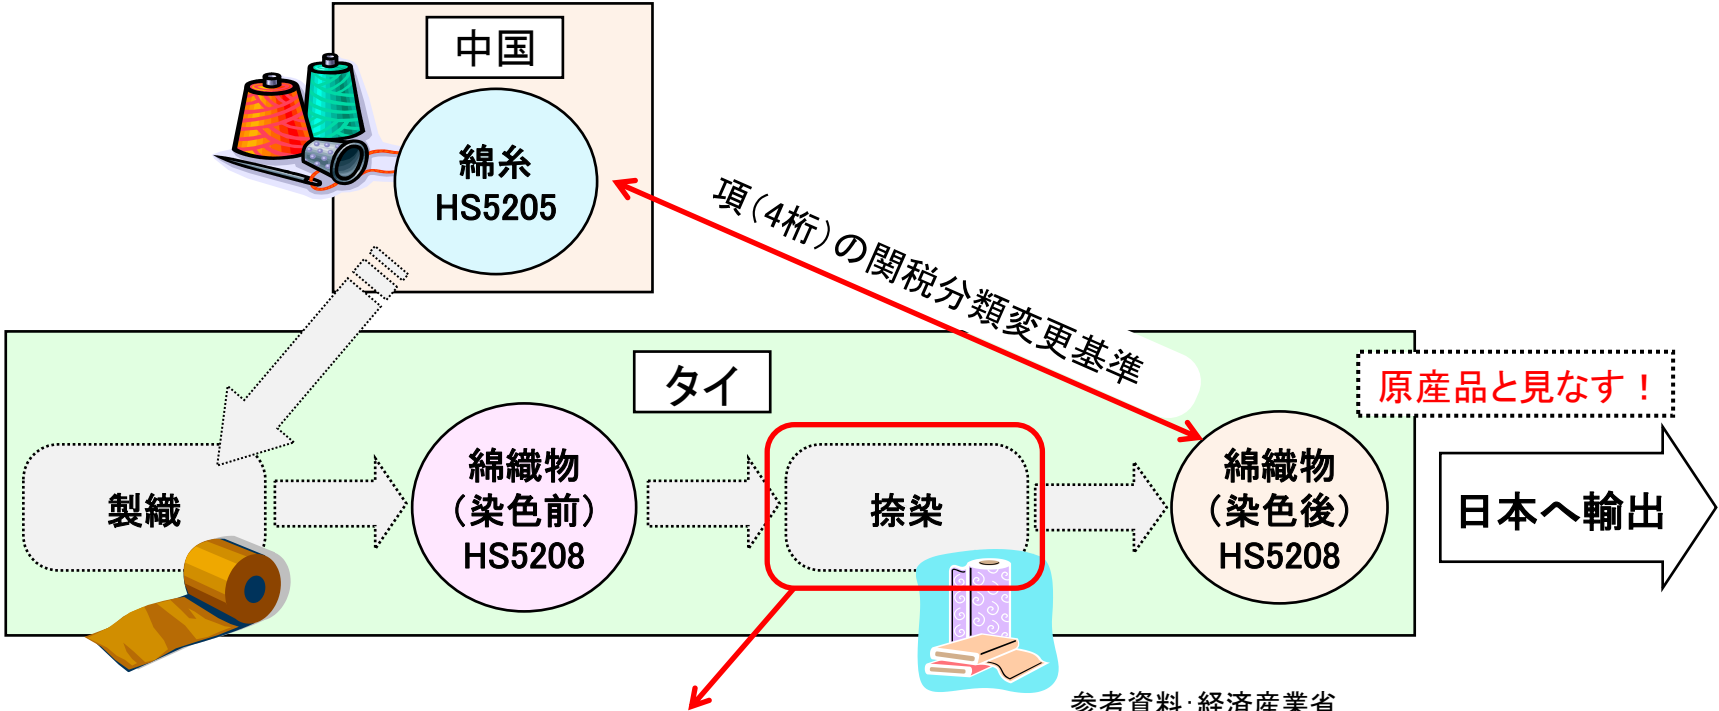 中国
綿糸
HS5205
項(4桁)の関税分類変更基準
タイ
原産品と見なす！
製織
綿織物
(染色前)
HS5208
捺染
綿織物
(染色後)
HS5208
日本へ輸出
参考資料：経済産業省